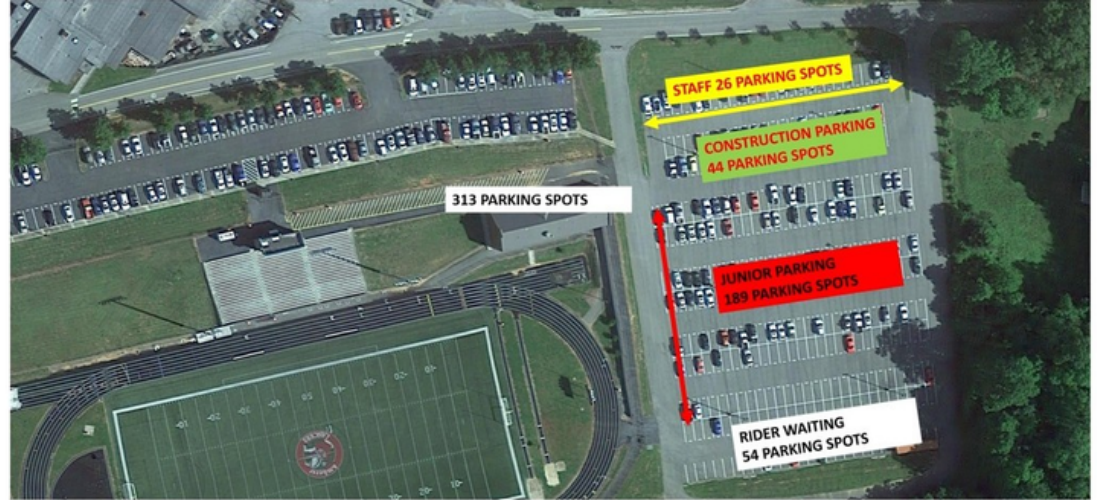 STAFF 26 PARKING SPOTS
CONSTRUCTION PARKING
44 PARKING SPOTS
313 PARKING SPOTS
JUNIOR PARKING
189 PARKING SPOTS
RIDER WAITING
54 PARKING SPOTS